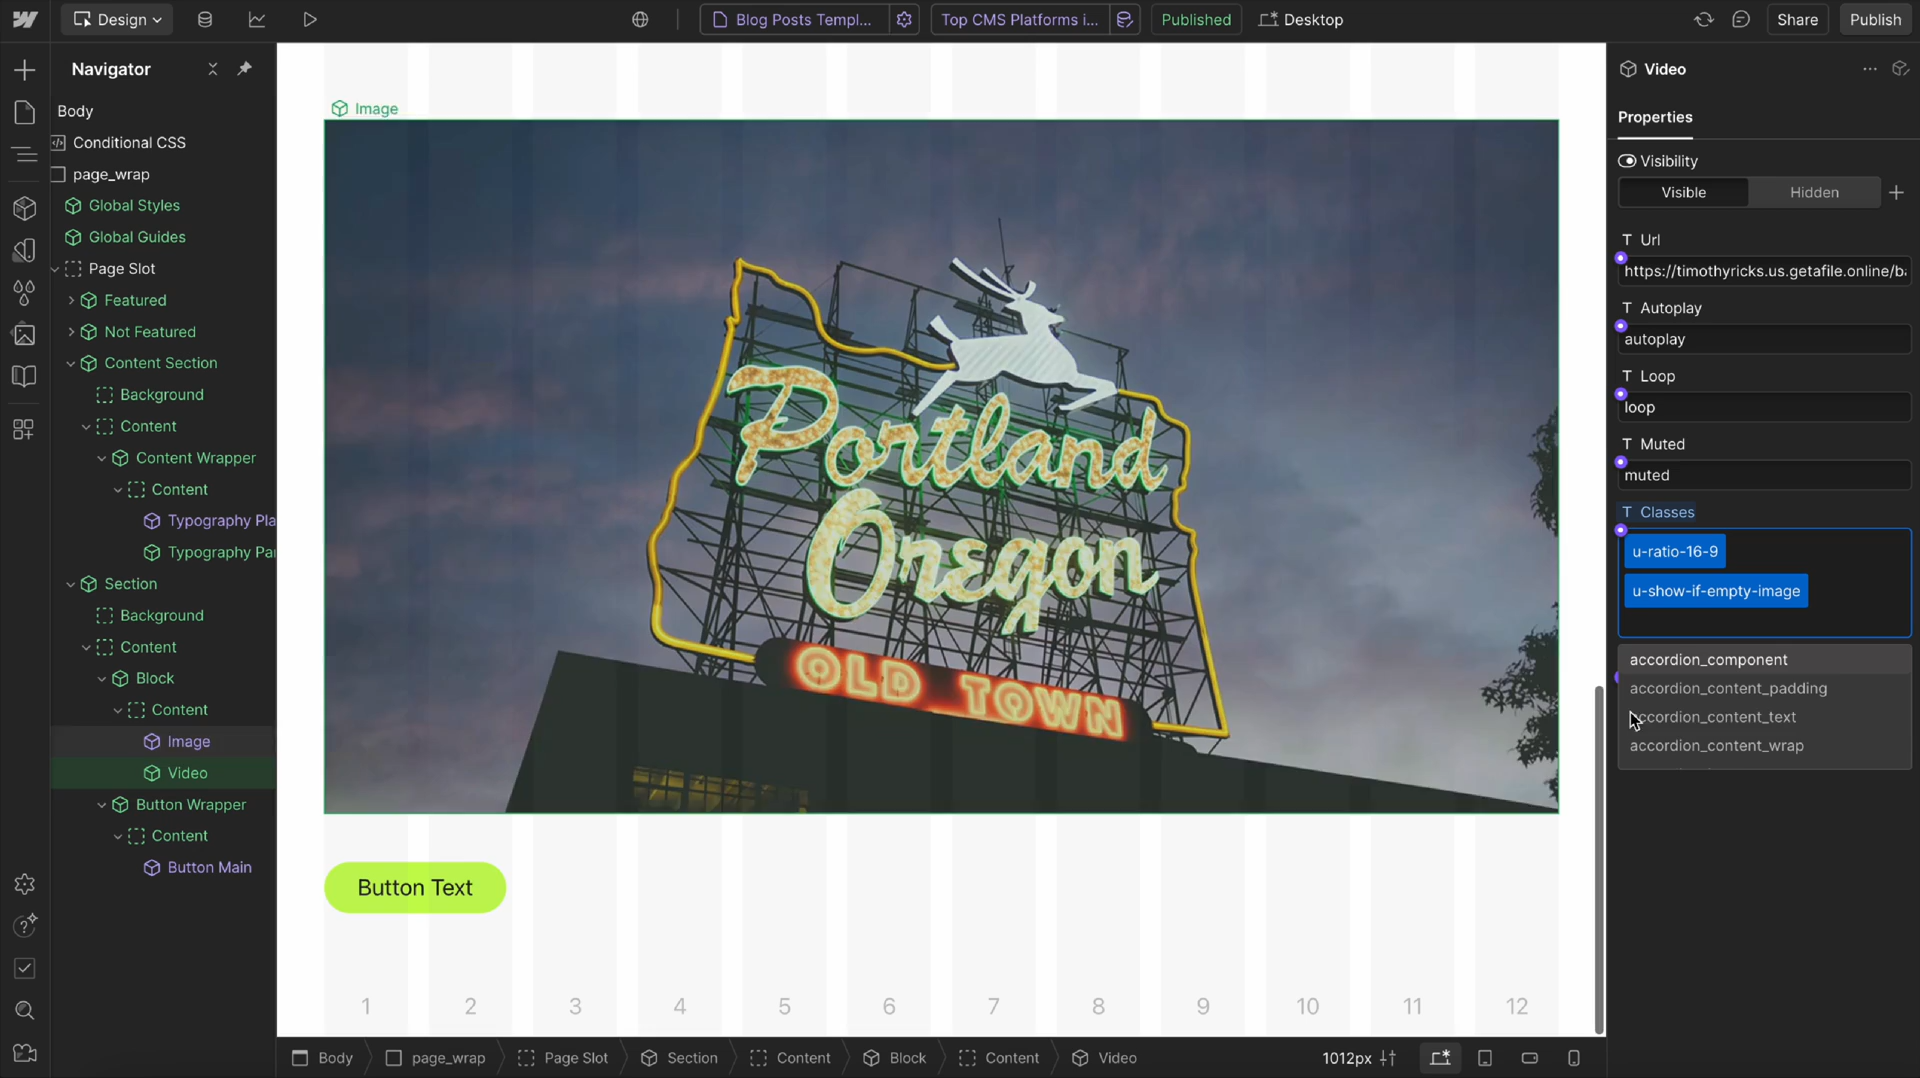 Design
Blog Posts Templ...
Top CMS Platforms i...
Published
Desktop
Share
Publish
Navigator
Body
Conditional CSS
page_wrap
Global Styles
Global Guides
Page Slot
Featured
Not Featured
Content Section
Background
Content
Content Wrapper
Content
Typography Pla
Typography Par
Section
Background
Content
Block
Content
Image
Video
Button Wrapper
Content
Button Main
Image
Portland
Oregon
OLD TOWN
Button Text
1 2 3 4 5 6 7 8 9 10 11 12
Body
page_wrap
Page Slot
Section
Content
Block
Content
Video
1012px
Video
Properties
Visibility
Visible
Hidden
Url
https://timothyricks.us.getafile.online/b
Autoplay
autoplay
Loop
loop
Muted
muted
Classes
u-ratio-16-9
u-show-if-empty-image
accordion_component
accordion_content_padding
ccordion_content_text
accordion_content_wrap